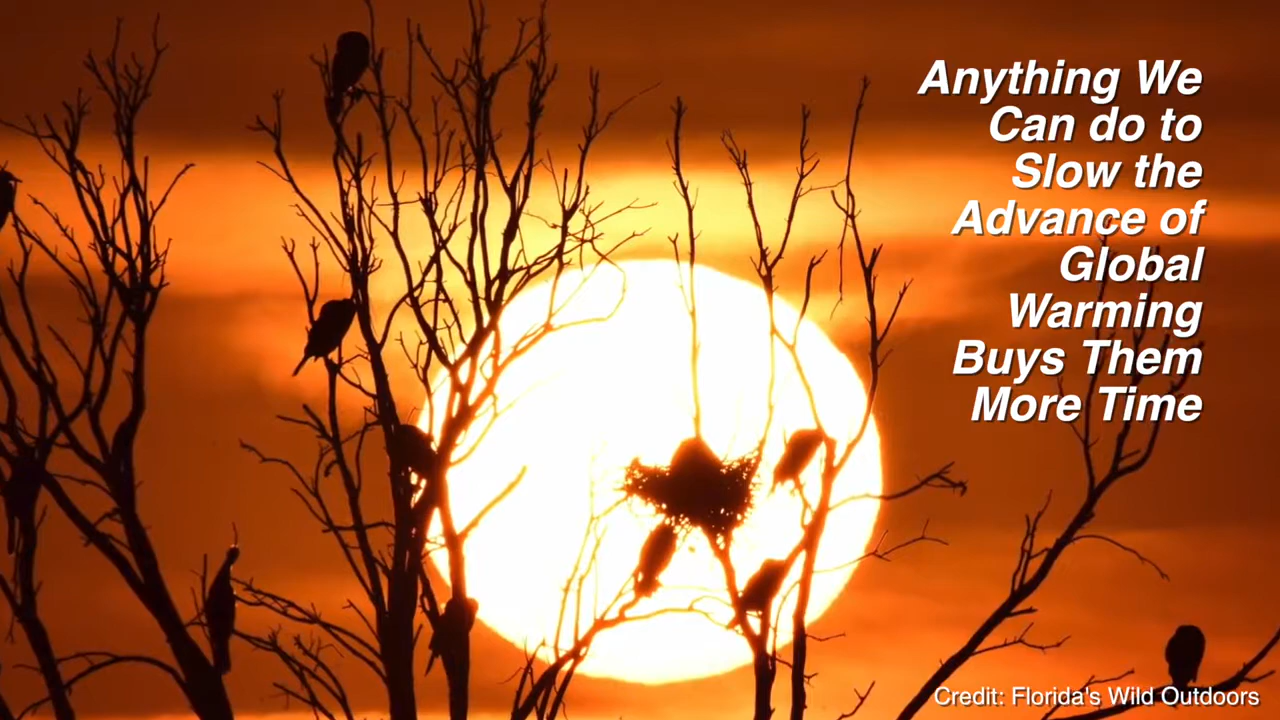 Anything We
Can do to
Slow the
Advance of
Global
Warming
Buys Them
More Time
Credit: Florida's Wild Outdoors